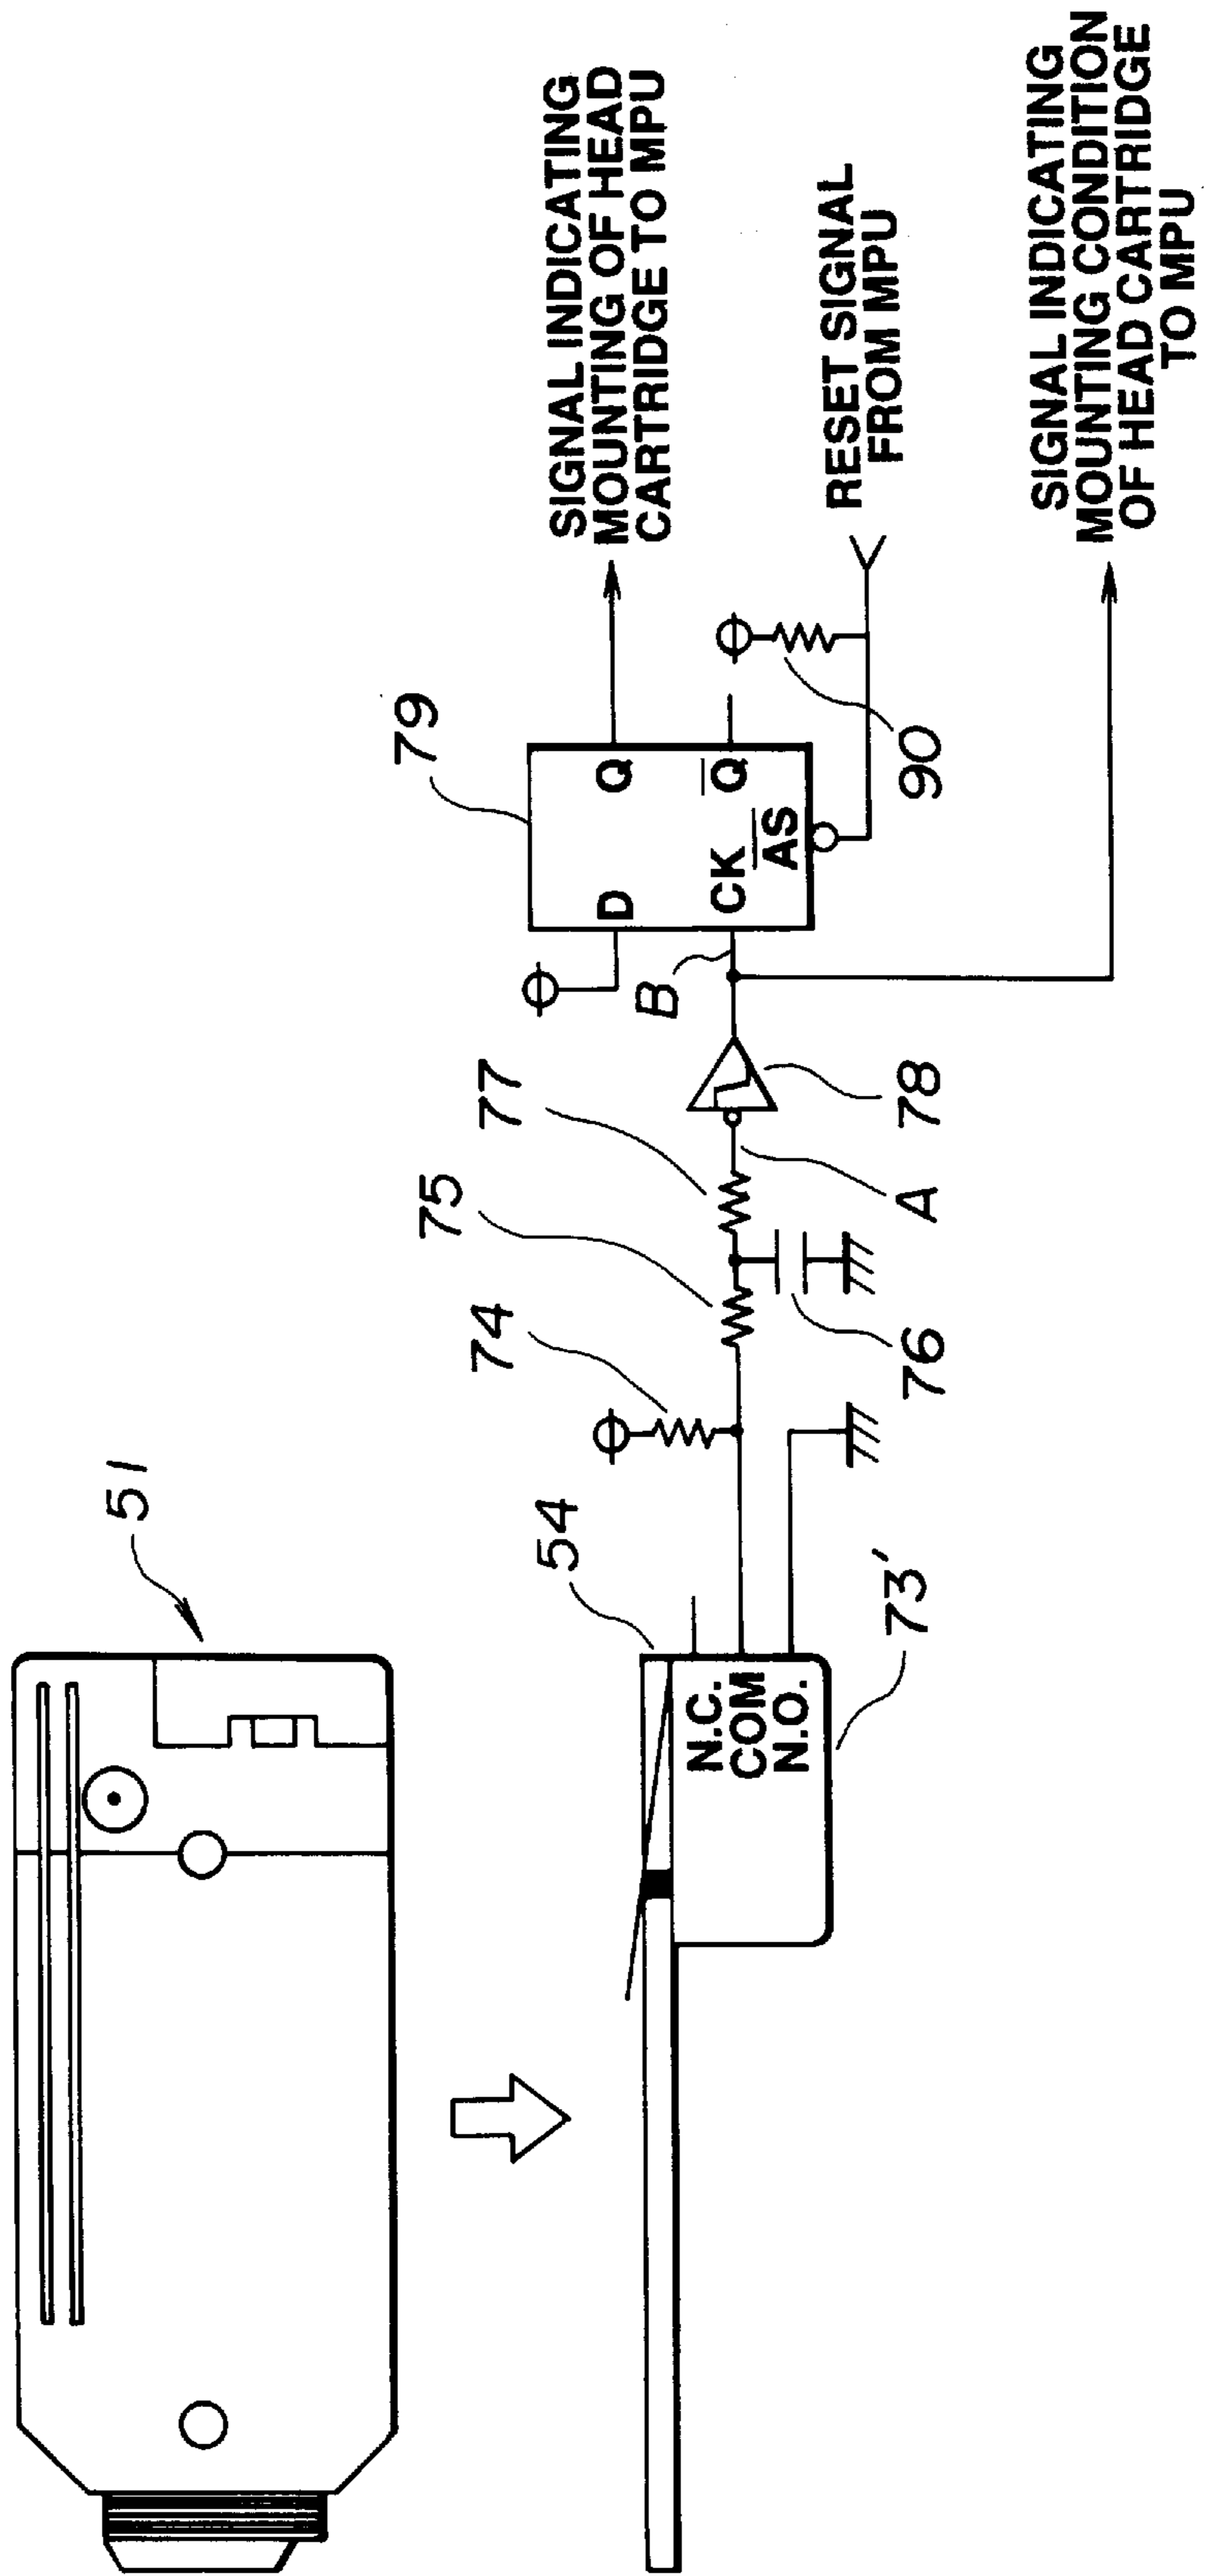 51
54
N.C.
COM
N.O.
73'
74
75
76
77
A
78
B
79
D
Q
CK
Q
AS
90
SIGNAL INDICATING
MOUNTING OF HEAD
CARTRIDGE TO MPU
RESET SIGNAL
FROM MPU
SIGNAL INDICATING
MOUNTING CONDITION
OF HEAD CARTRIDGE
TO MPU